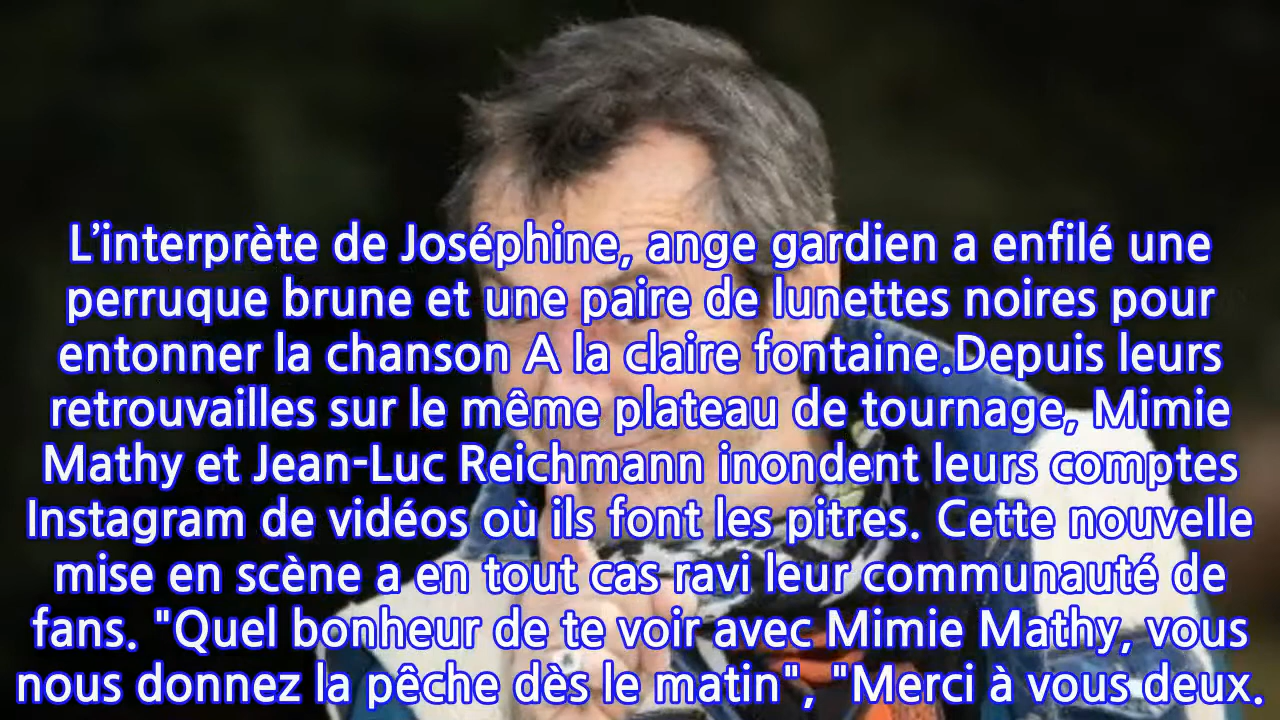 L’interprète de Joséphine, ange gardien a enfilé une
perruque brune et une paire de lunettes noires pour
entonner la chanson A la claire fontaine.Depuis leurs
retrouvailles sur le même plateau de tournage, Mimie
Mathy et Jean-Luc Reichmann inondent leurs comptes
Instagram de vidéos où ils font les pitres. Cette nouvelle
mise en scène a en tout cas ravi leur communauté de
fans. "Quel bonheur de te voir avec Mimie Mathy, vous
nous donnez la pêche dès le matin", "Merci à vous deux.